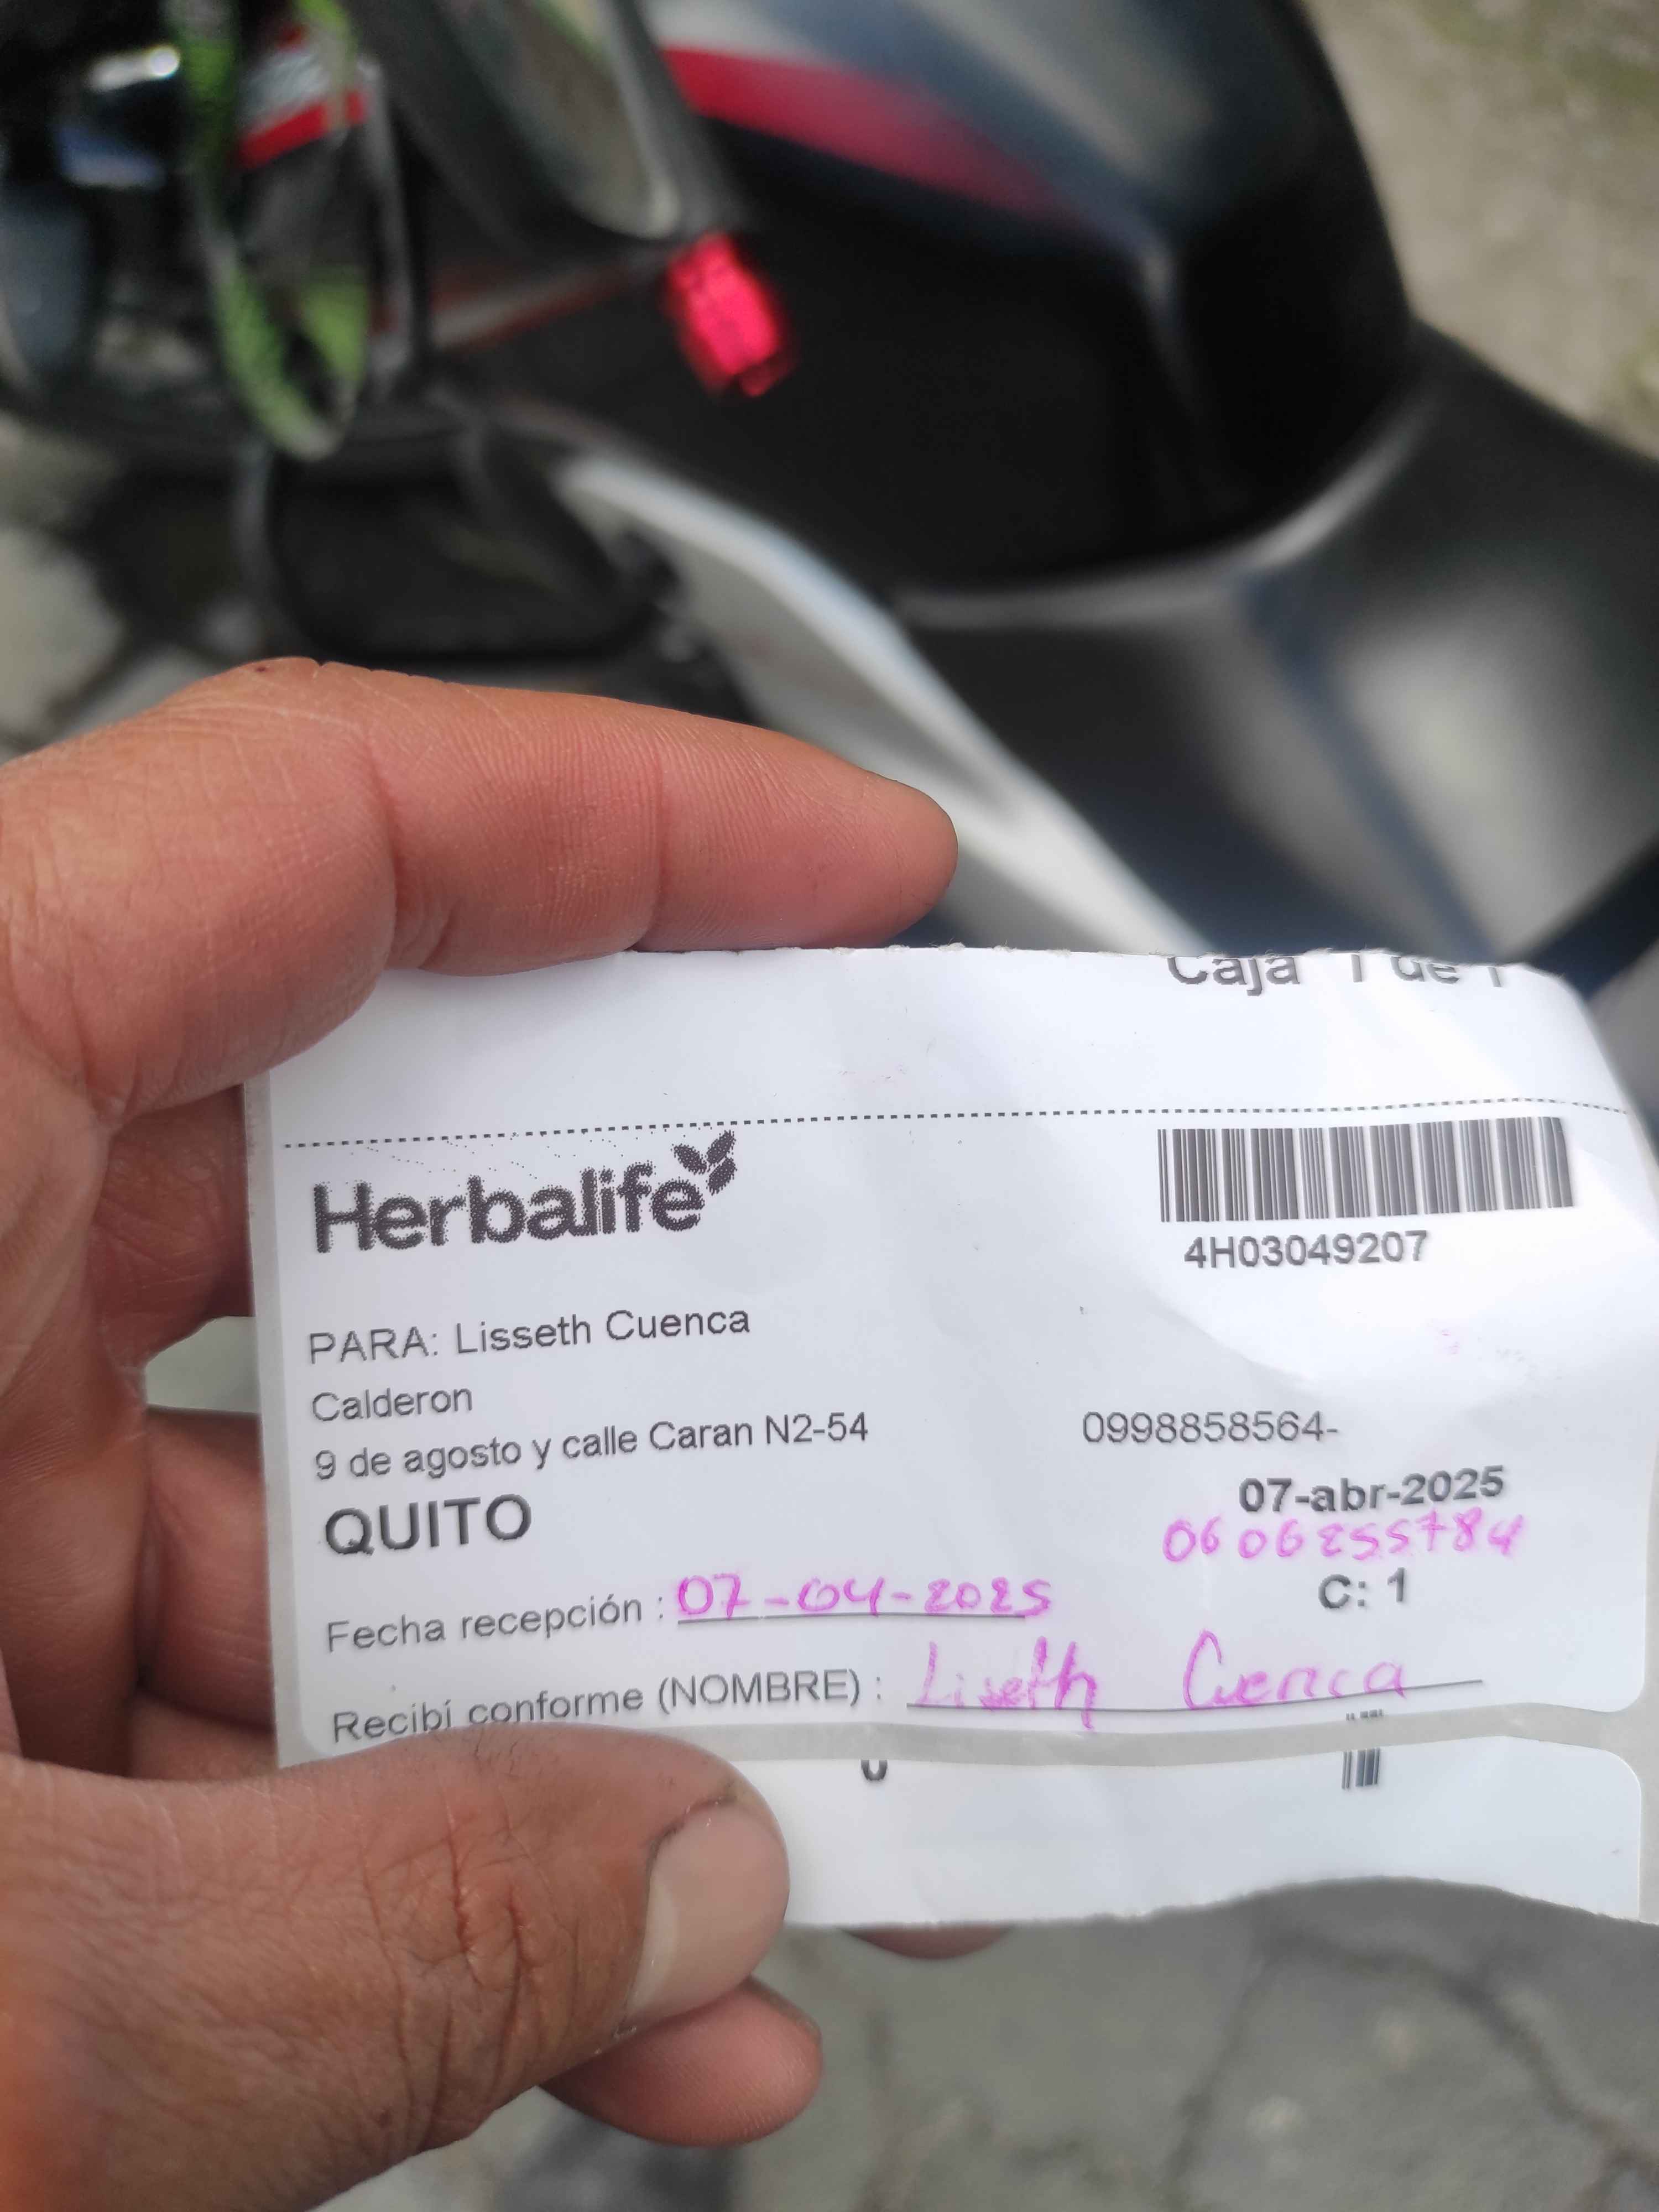 Caja 1 de 1
Herbalife
4H03049207
PARA: Lisseth Cuenca
Calderon
9 de agosto y calle Caran N2-54
0998858564-
QUITO
07-abr-2025
0606255784
C: 1
Fecha recepción : 07-04-2025
Recibí conforme (NOMBRE) : Liseth Cuenca